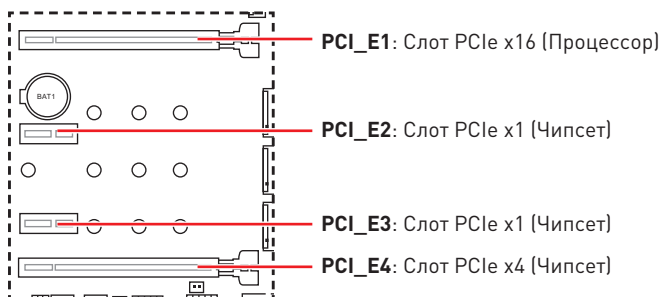 PCI_E1: Слот PCIe x16 (Процессор)
BAT1
PCI_E2: Слот PCIe x1 (Чипсет)
PCI_E3: Слот PCIe x1 (Чипсет)
PCI_E4: Слот PCIe x4 (Чипсет)